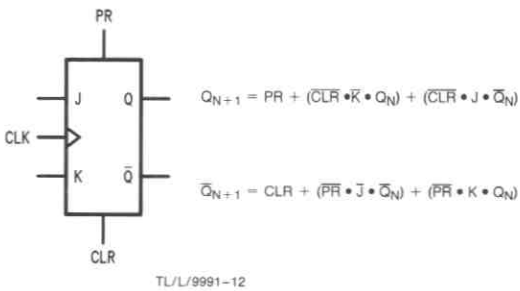 PR
J Q
CLK
K Q̅
CLR
Q_{N+1} = PR + (C̅L̅R̅ • K̅ • Q_N) + (C̅L̅R̅ • J • Q̅_N)
Q̅_{N+1} = CLR + (P̅R̅ • J̅ • Q̅_N) + (P̅R̅ • K • Q_N)
TL/L/9991–12